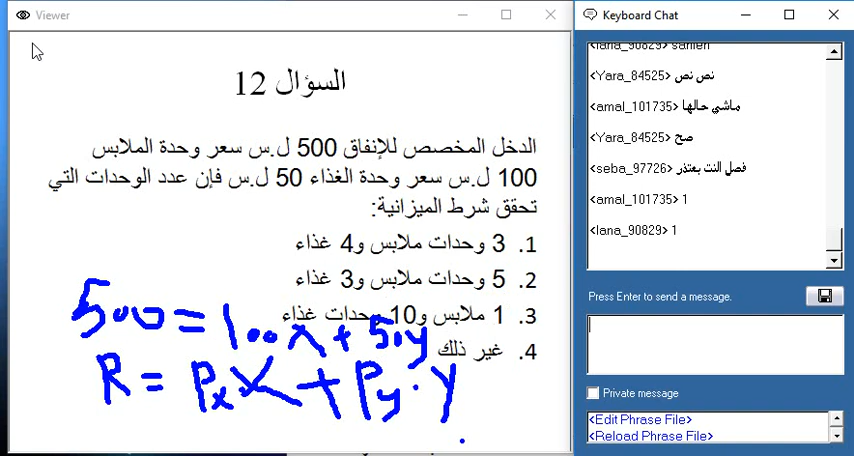 Viewer
السؤال 12
الدخل المخصص للإنفاق 500 ل.س سعر وحدة الملابس
100 ل.س سعر وحدة الغذاء 50 ل.س فإن عدد الوحدات التي
تحقق شرط الميزانية:
1. 3 وحدات ملابس و4 غذاء
2. 5 وحدات ملابس و3 غذاء
3. 1 ملابس و10 وحدات غذاء
4. غير ذلك
500 = 100x + 50y
R = Px X + Py . y
Keyboard Chat
<lana_90829> sahleh
<Yara_84525> نص نص
<amal_101735> ماشي حالها
<Yara_84525> صح
<seba_97726> فصل النت بعتذر
<amal_101735> 1
<lana_90829> 1
Press Enter to send a message.
Private message
<Edit Phrase File>
<Reload Phrase File>